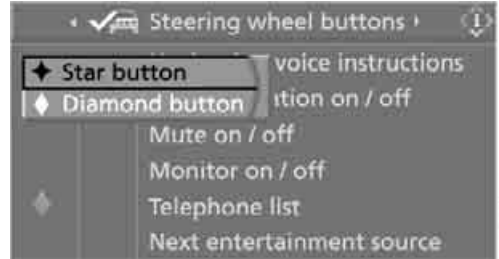 Steering wheel buttons
voice instructions
Star button
Diamond button
on / off
Mute on / off
Monitor on / off
Telephone list
Next entertainment source